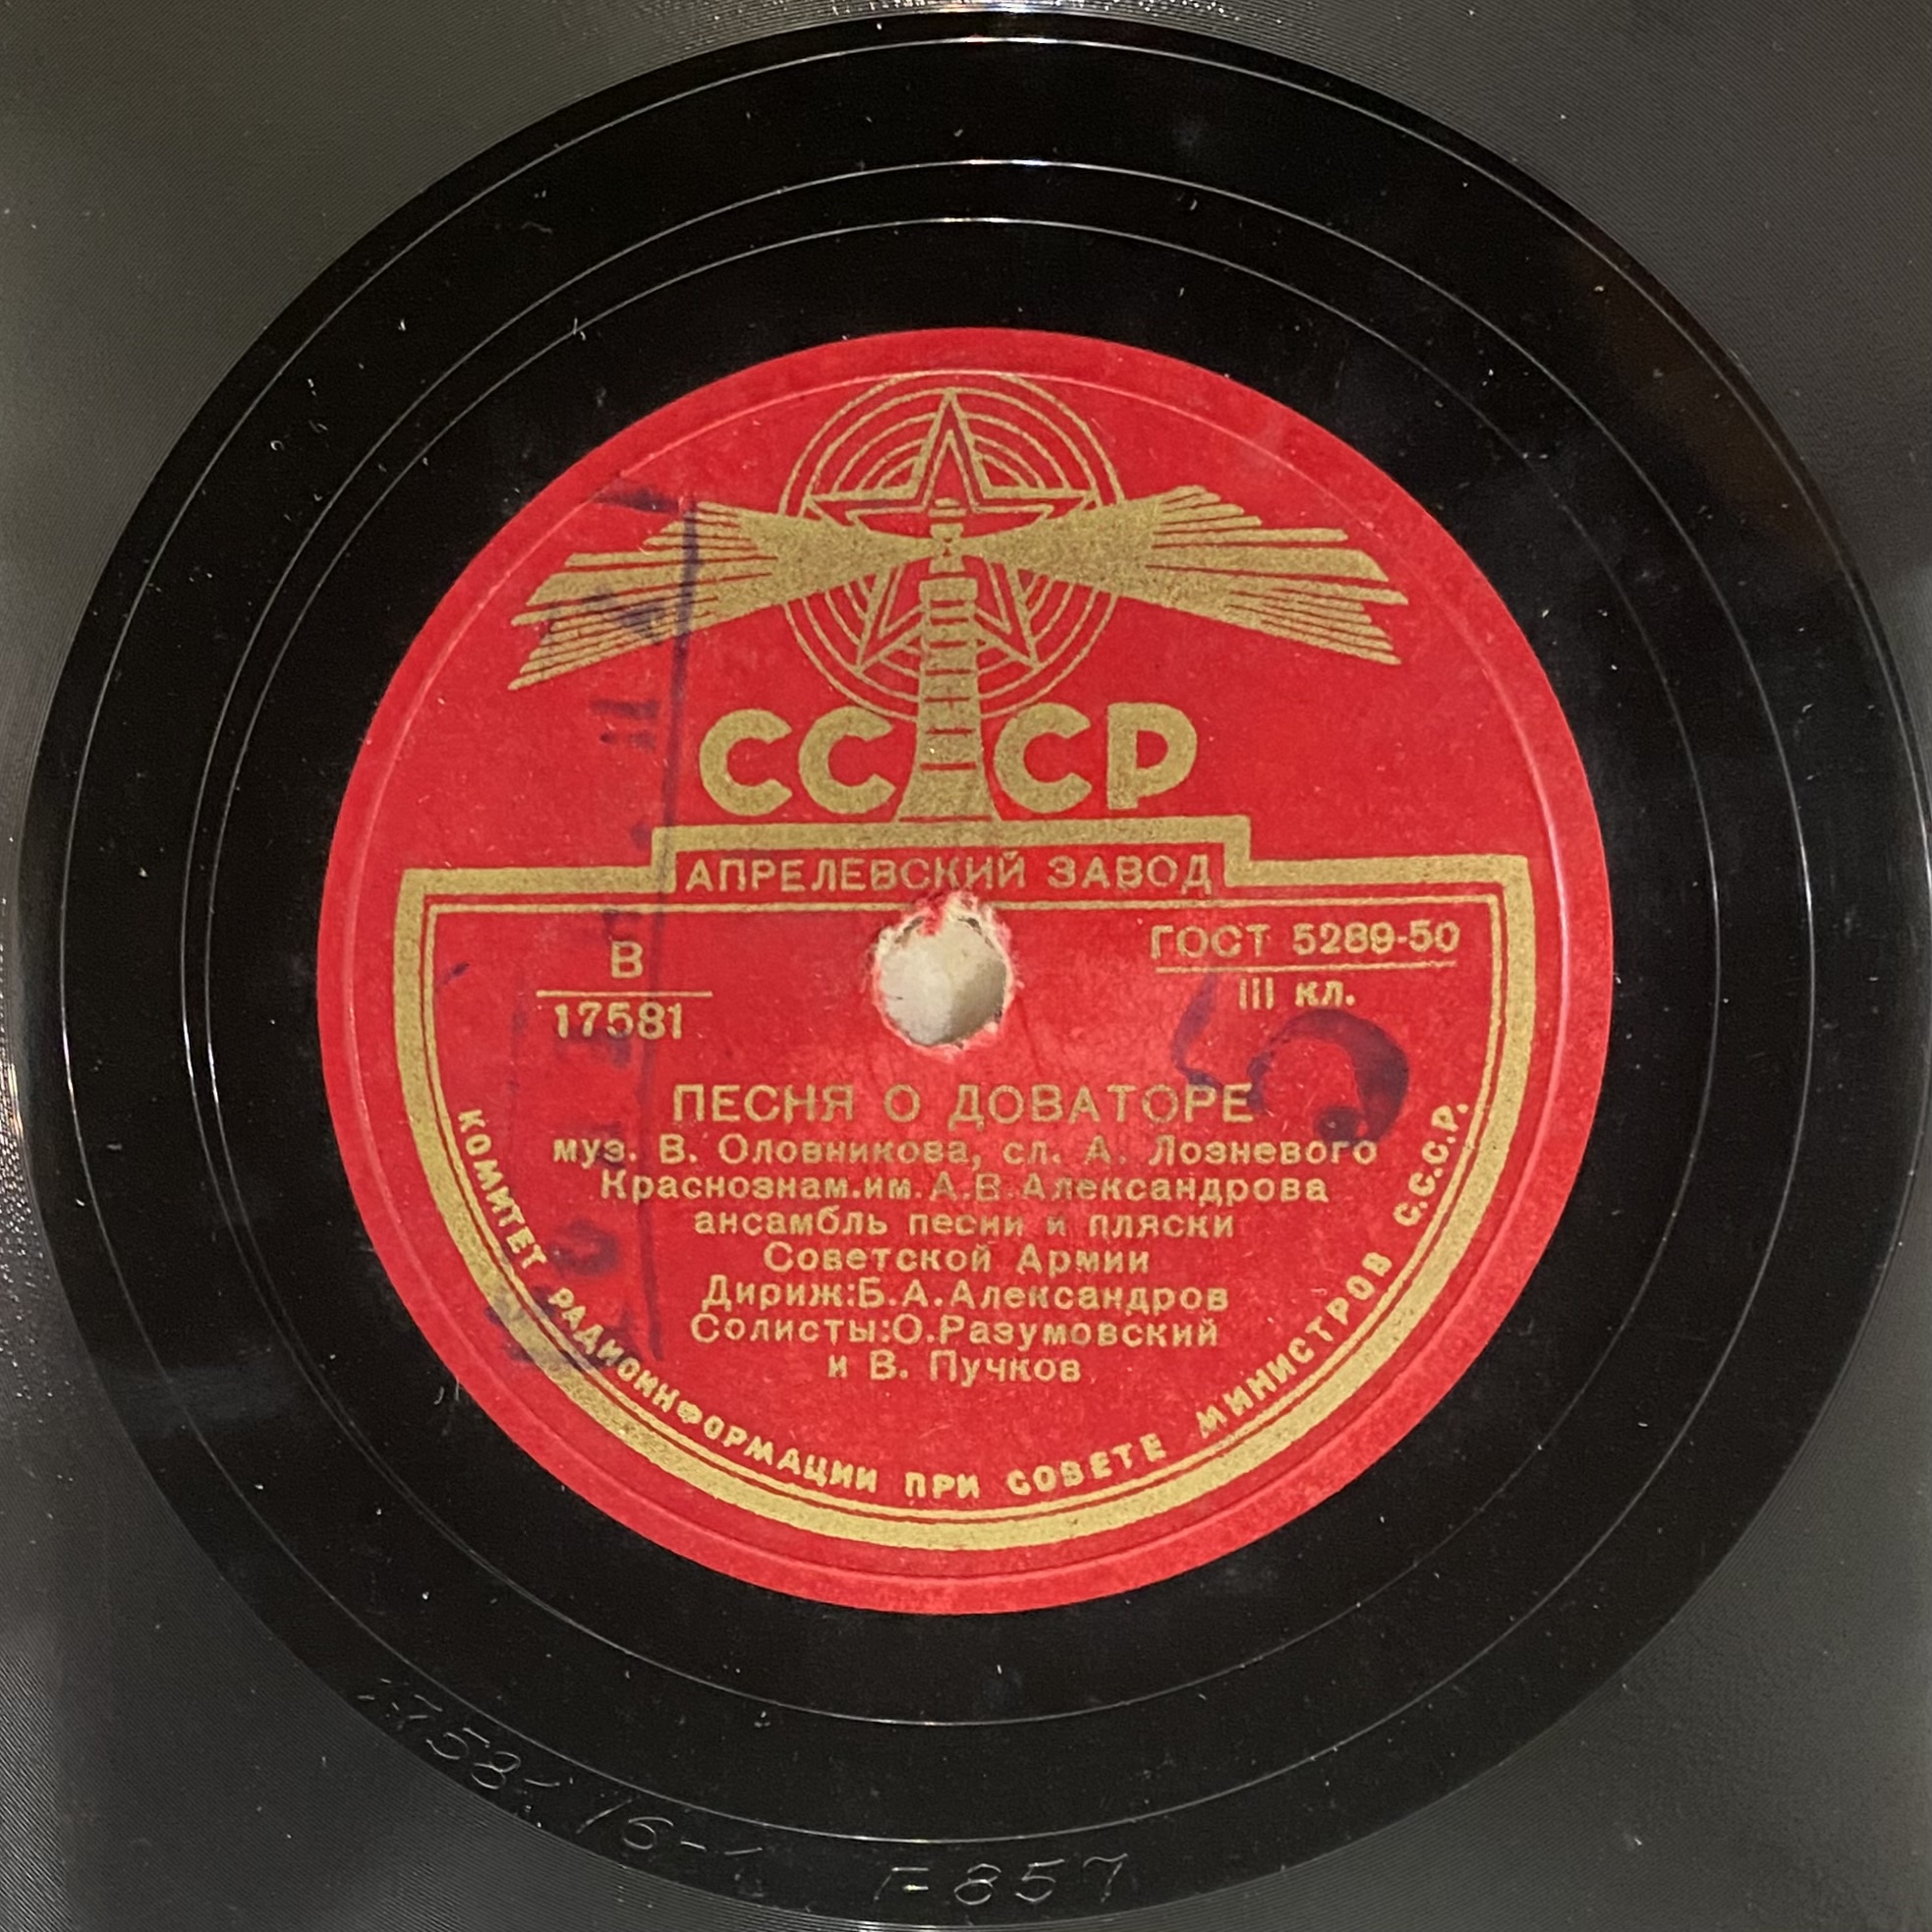 СССР
АПРЕЛЕВСКИЙ ЗАВОД
В
17581
ГОСТ 5289-50
III кл.
ПЕСНЯ О ДОВАТОРЕ
муз. В. Оловникова, сл. А. Лозневого
Краснознам.им.А.В.Александрова
ансамбль песни и пляски
Советской Армии
Дириж:Б.А.Александров
Солисты:О.Разумовский
и В. Пучков
КОМИТЕТ РАДИОИНФОРМАЦИИ ПРИ СОВЕТЕ МИНИСТРОВ С.С.С.Р.
F-857